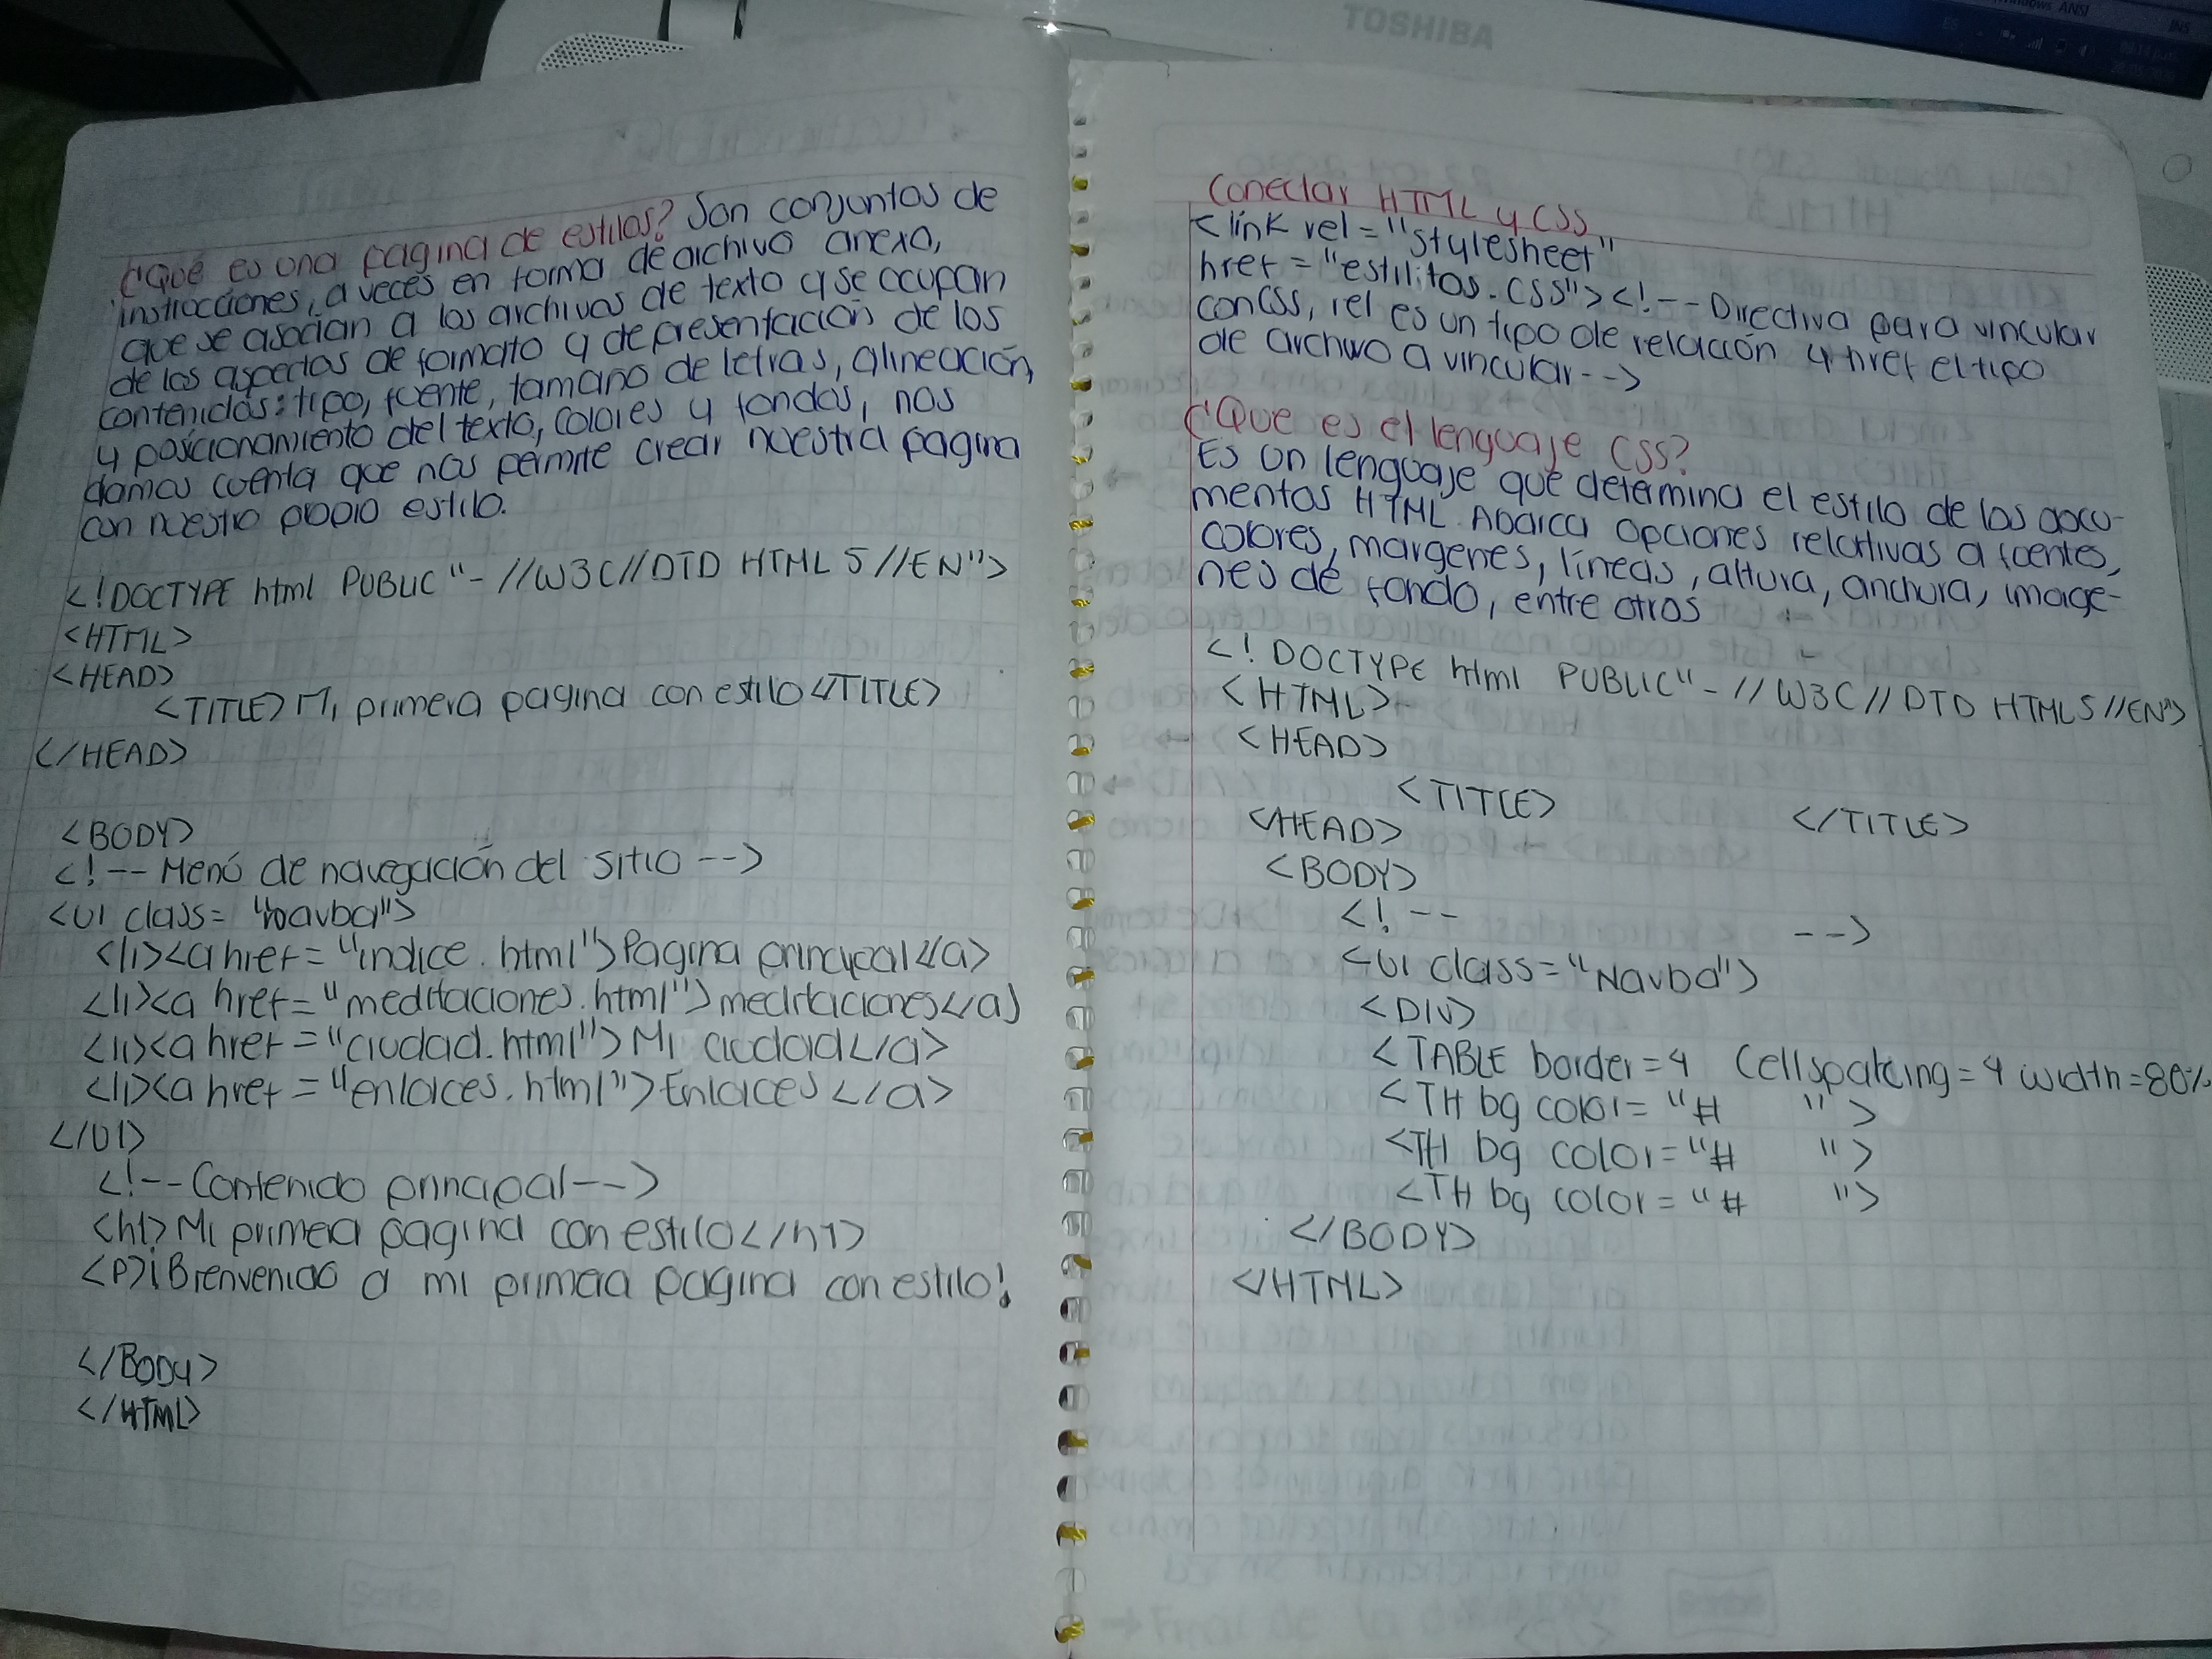 TOSHIBA
¿Qué es una pagina de estilos? Son conjuntos de
instrucciones, a veces en forma de archivo anexo,
que se asocian a los archivos de texto y se ocupan
de los aspectos de formato y de presentación de los
contenidos: tipo, fuente, tamaño de letras, alineación,
y posicionamiento del texto, colores y fondos, nos
damos cuenta que nos permite crear nuestra pagina
con nuestro propio estilo.
<!DOCTYPE html PUBLIC "- //W3C//DTD HTML 5 //EN">
<HTML>
<HEAD>
<TITLE> Mi primera pagina con estilo </TITLE>
</HEAD>
<BODY>
<!-- Menú de navegación del sitio -->
<ul class= "navba">
<li><a href= "indice. html">Pagina principal</a>
<li><a href= "meditaciones. html">meditaciones</a>
<li><a href = "ciudad. html">Mi ciudad</a>
<li><a href = "enlaces. html">Enlaces</a>
</ul>
<!--Contenido principal-->
<h1>Mi primera pagina con estilo</h1>
<p>¡Bienvenido a mi primera pagina con estilo!
</BODY>
</HTML>
Conectar HTML y CSS
<link rel= "stylesheet"
href = "estilitos. CSS"><!--Directiva para vincular
con CSS, rel es un tipo de relación y href el tipo
de archivo a vincular-->
¿Que es el lenguaje CSS?
Es un lenguaje que determina el estilo de los docu-
mentos HTML. Abarca opciones relativas a fuentes,
colores, margenes, líneas, altura, anchura, image-
nes de fondo, entre otros
<! DOCTYPE html PUBLIC"- //W3C//DTD HTML5//EN">
<HTML>
<HEAD>
<TITLE> </TITLE>
</HEAD>
<BODY>
<!-- -->
<ul class= "Navba">
<DIV>
<TABLE border=4 Cellspatcing=4 width=80%
<TH bg color= "# ">
<TH bg color= "# ">
<TH bg color= "# ">
</BODY>
</HTML>
Scribe